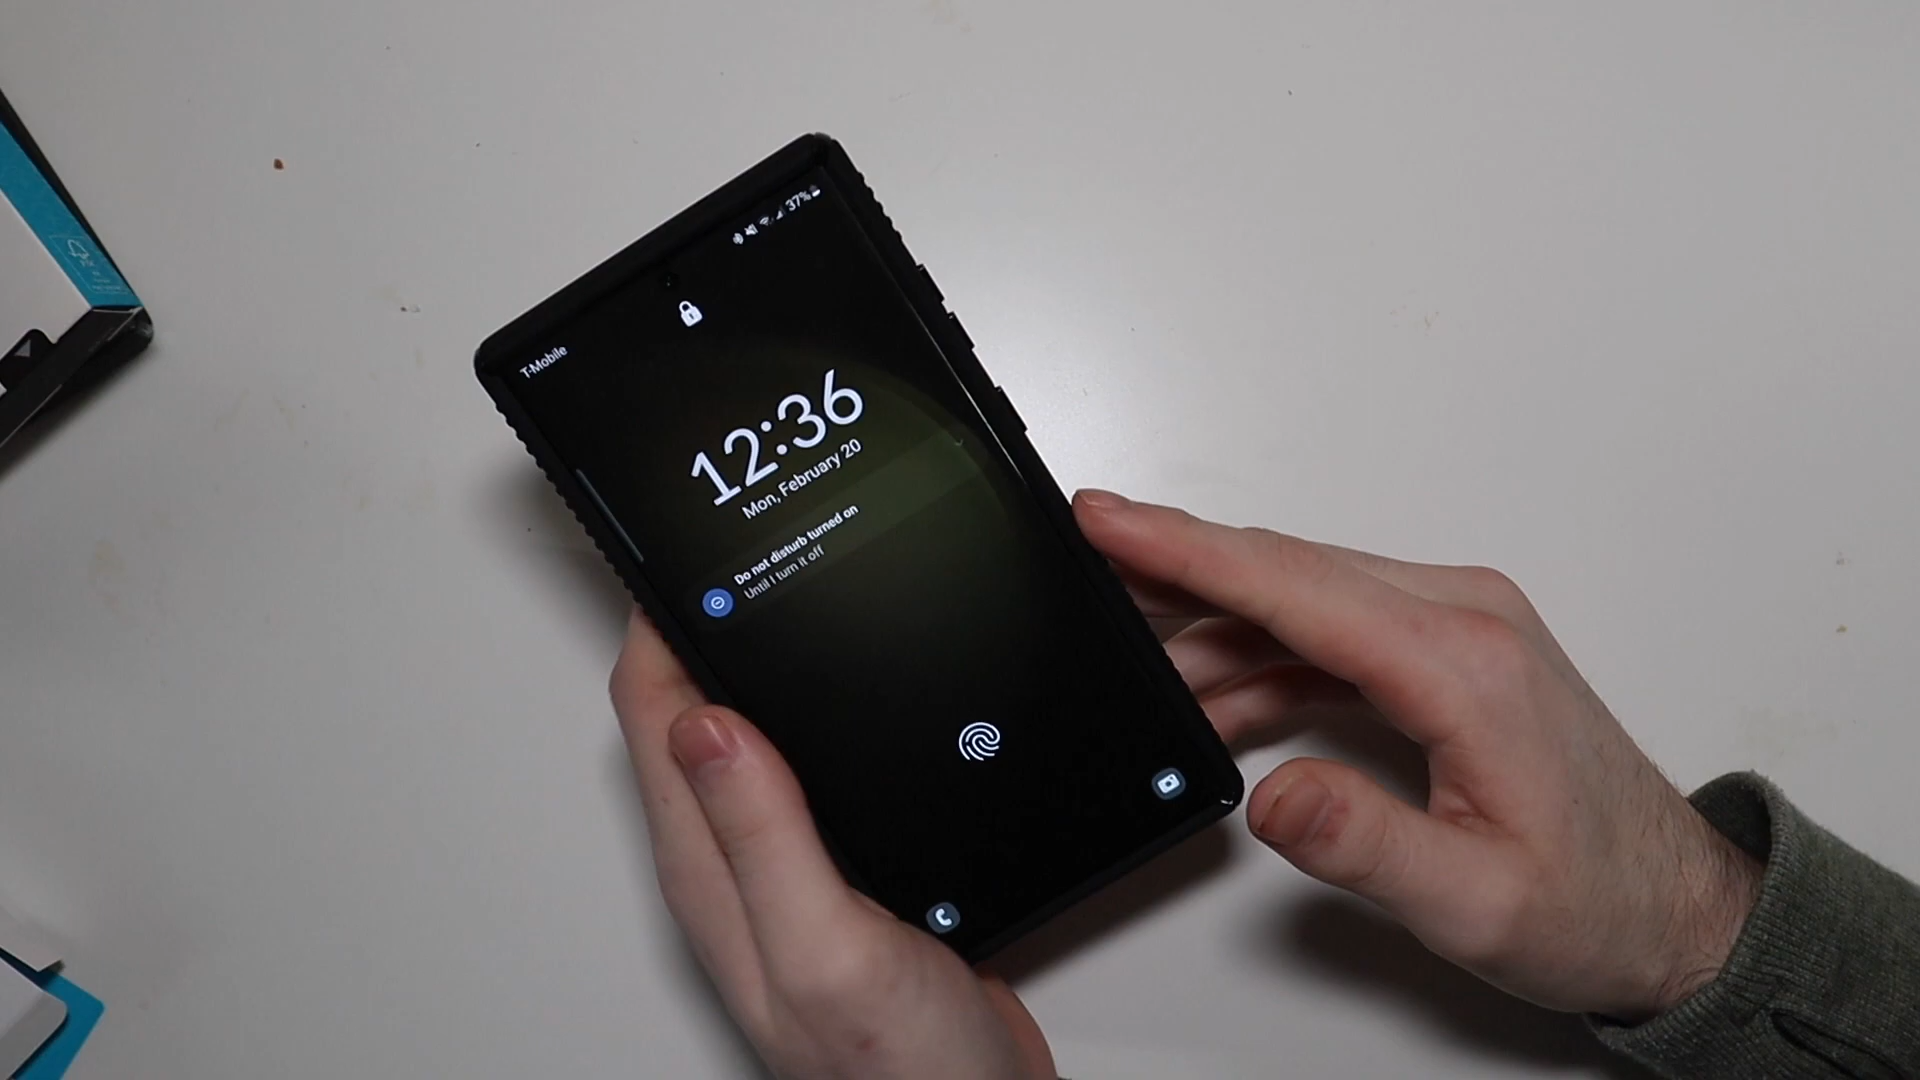 37%
T-Mobile
12:36
Mon, February 20
Do not disturb turned on
Until I turn it off